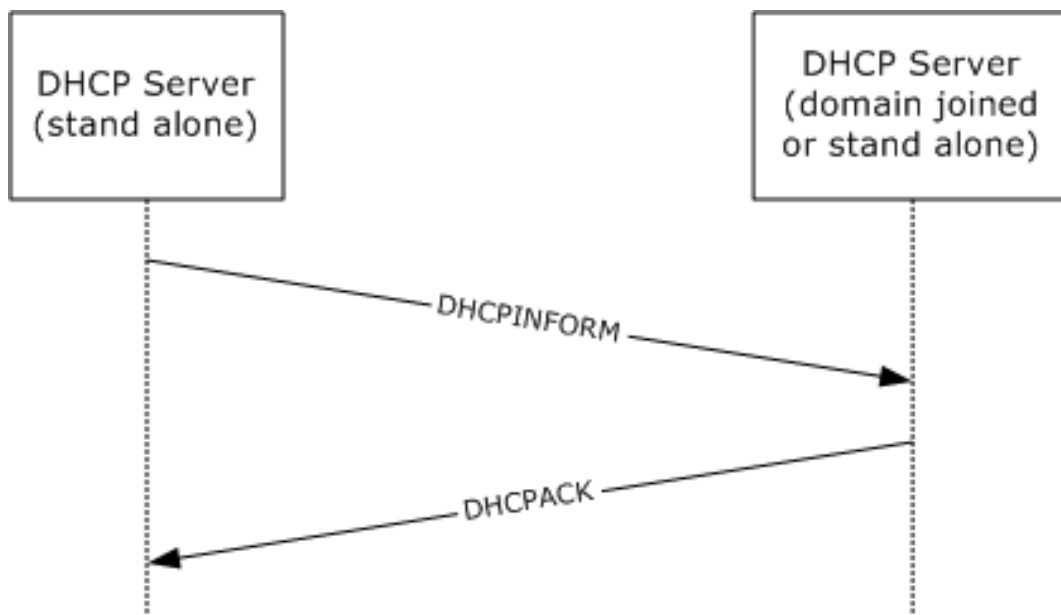 DHCP Server
(stand alone)
DHCP Server
(domain joined
or stand alone)
DHCPINFORM
DHCPACK